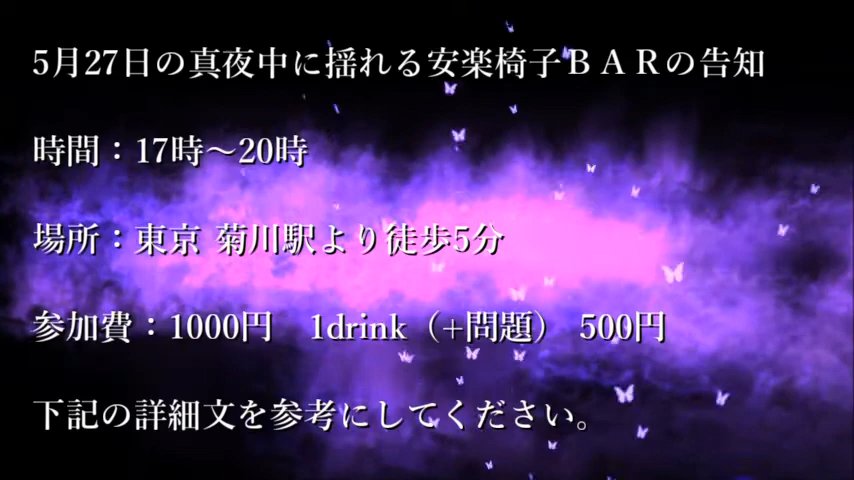 5月27日の真夜中に揺れる安楽椅子ＢＡＲの告知
時間：17時～20時
場所：東京 菊川駅より徒歩5分
参加費：1000円　1drink（+問題） 500円
下記の詳細文を参考にしてください。